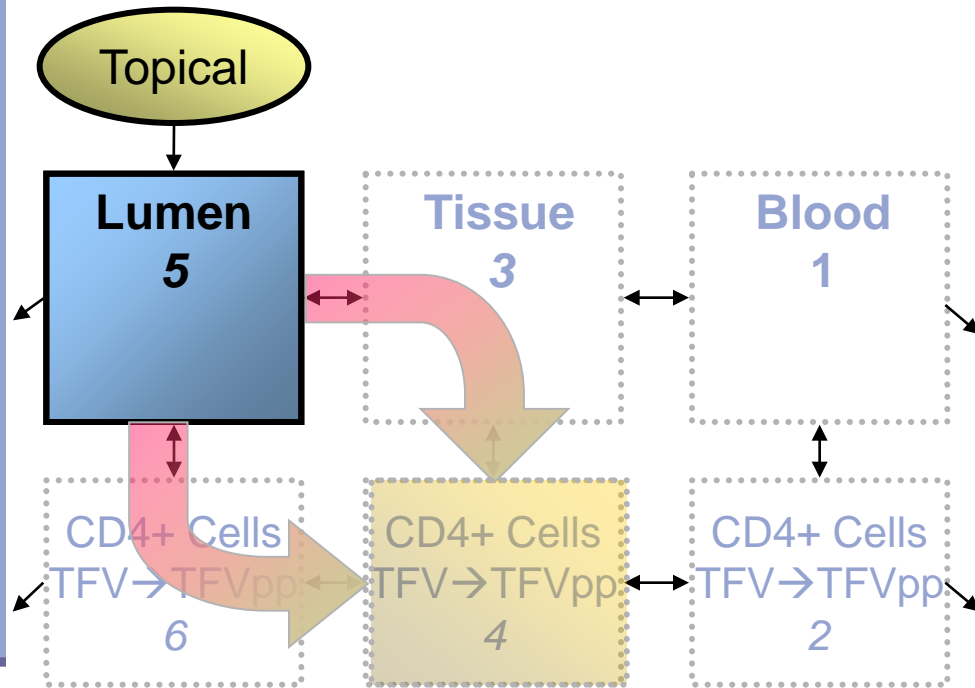 Topical
Lumen
5
Tissue
3
Blood
1
CD4+ Cells
TFV→TFVpp
6
CD4+ Cells
TFV→TFVpp
4
CD4+ Cells
TFV→TFVpp
2